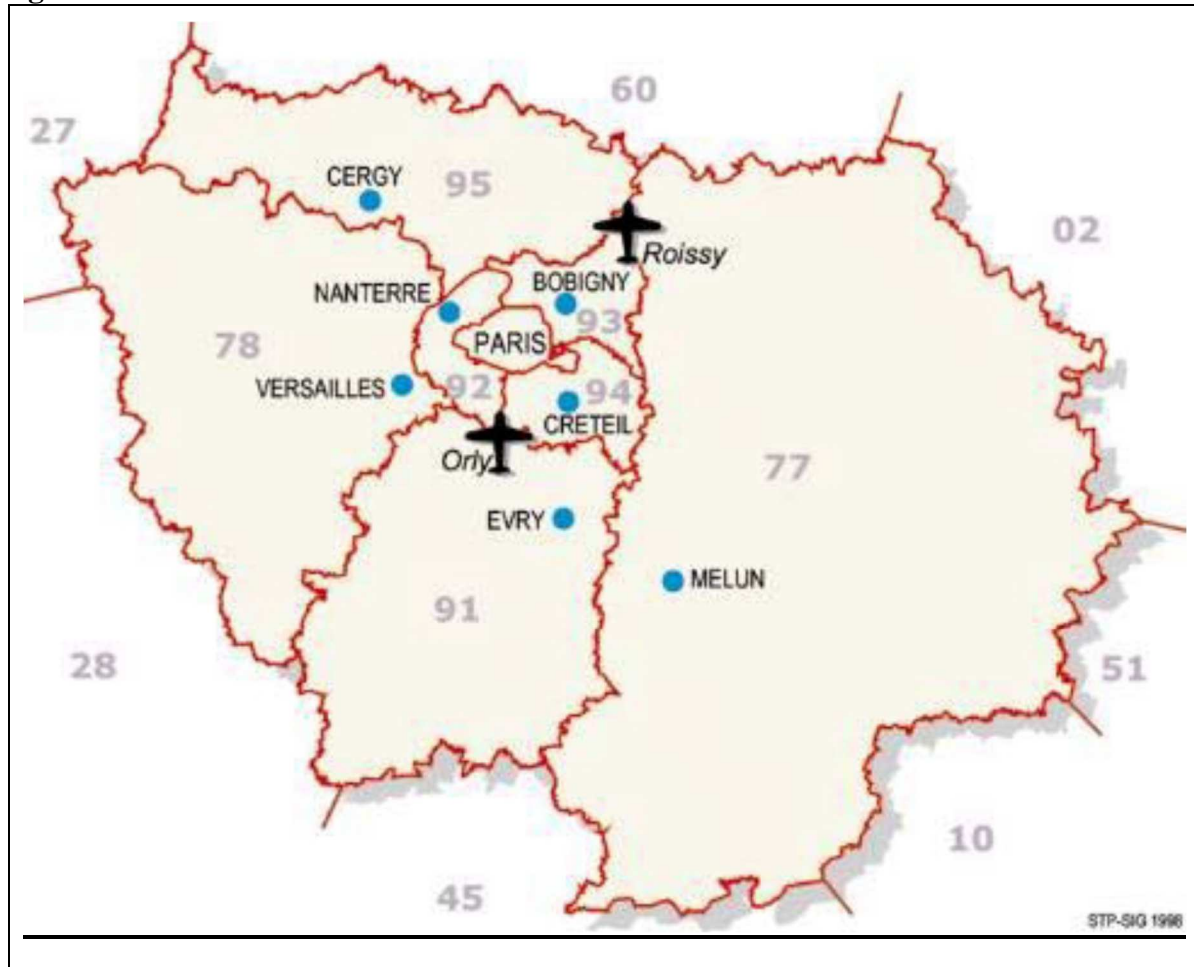 60
27
CERGY
95
02
Roissy
BOBIGNY
NANTERRE
93
78
PARIS
VERSAILLES
92
94
CRETEIL
Orly
77
EVRY
MELUN
91
28
51
10
45
STP-SIG 1998